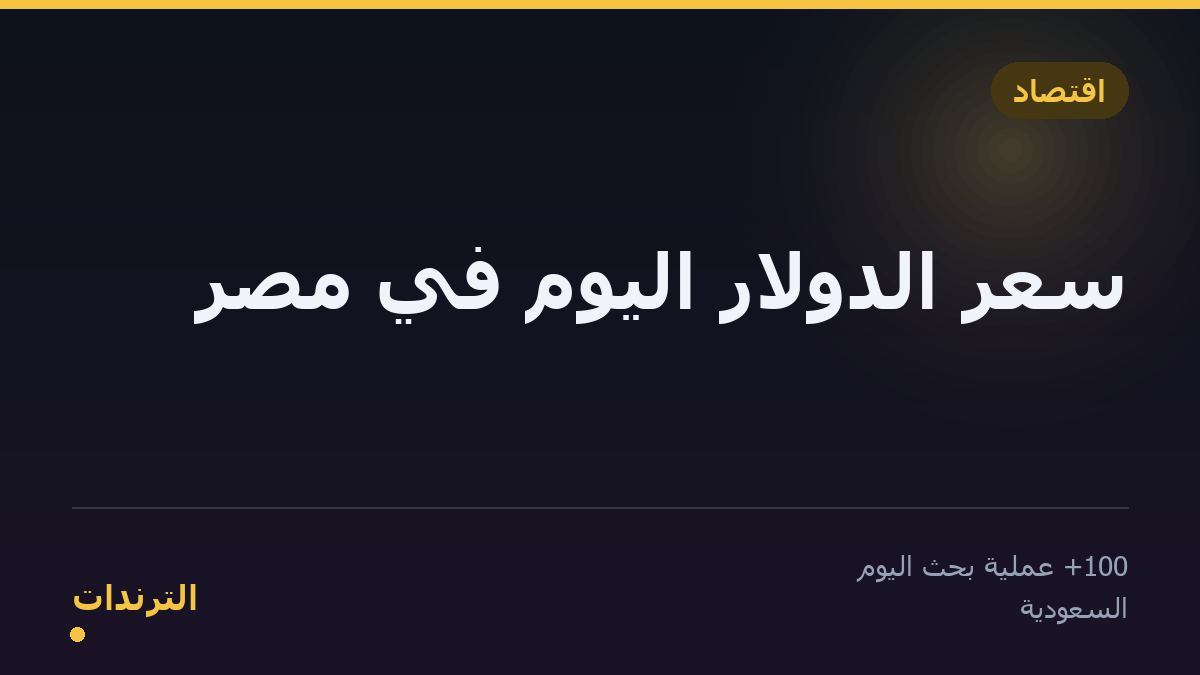 اقتصاد
سعر الدولار اليوم في مصر
100+ عملية بحث اليوم
السعودية
الترندات